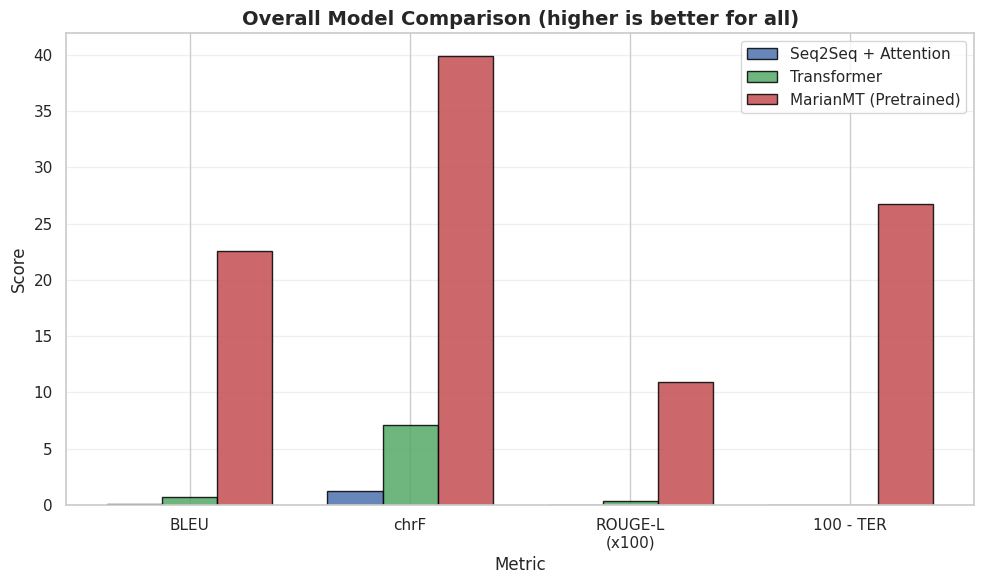 Overall Model Comparison (higher is better for all)
Seq2Seq + Attention
Transformer
MarianMT (Pretrained)
Score
40
35
30
25
20
15
10
5
0
BLEU
chrF
ROUGE-L
(x100)
100 - TER
Metric